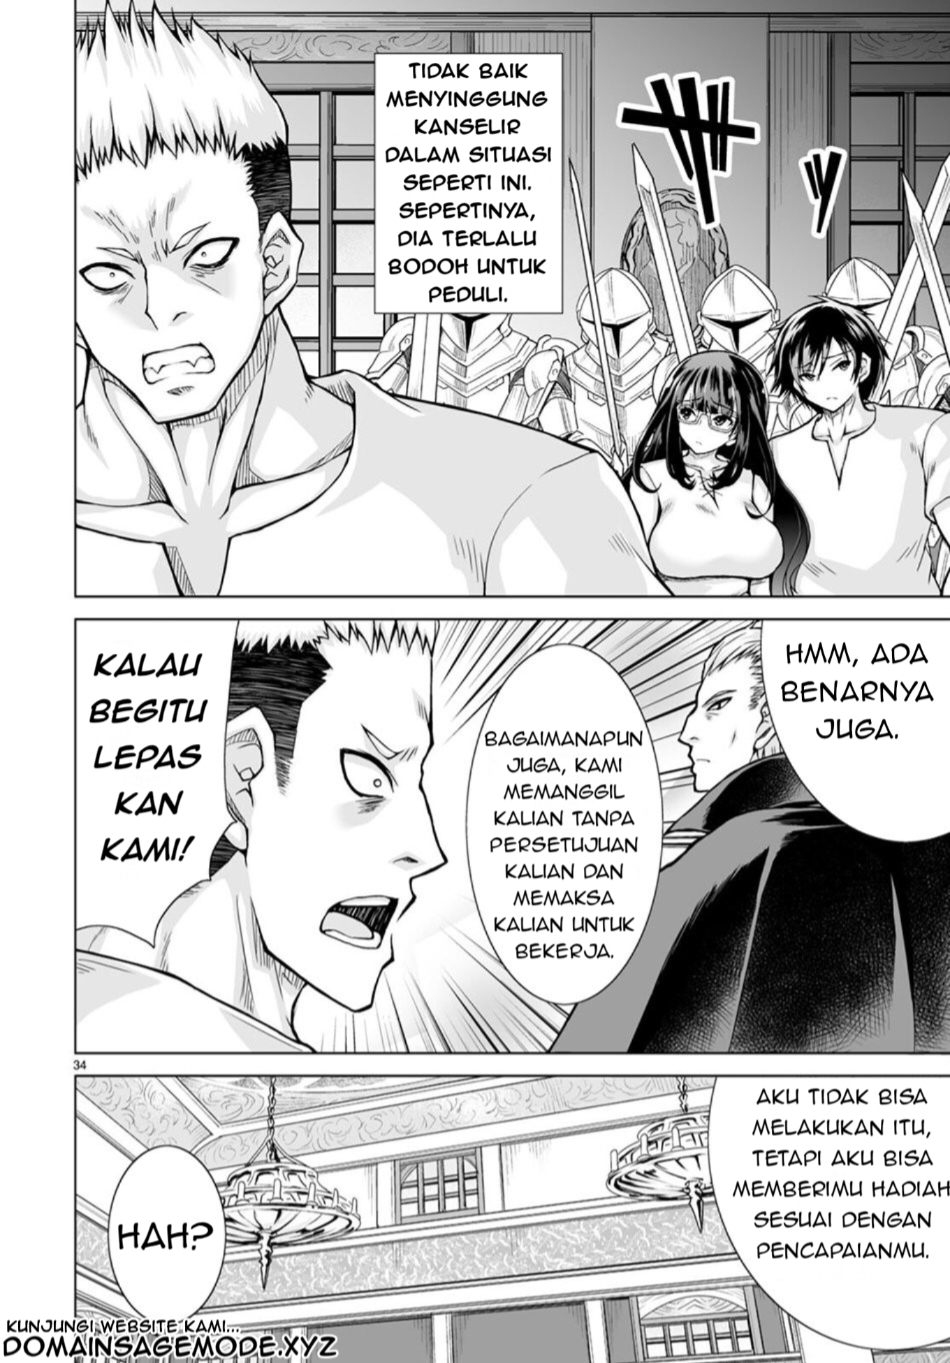 TIDAK BAIK
MENYINGGUNG
KANSELIR
DALAM SITUASI
SEPERTI INI.
SEPERTINYA,
DIA TERLALU
BODOH UNTUK
PEDULI.
HMM, ADA
BENARNYA
JUGA.
BAGAIMANAPUN
JUGA, KAMI
MEMANGGIL
KALIAN TANPA
PERSETUJUAN
KALIAN DAN
MEMAKSA
KALIAN UNTUK
BEKERJA.
KALAU
BEGITU
LEPAS
KAN
KAMI!
34
AKU TIDAK BISA
MELAKUKAN ITU,
TETAPI AKU BISA
MEMBERIMU HADIAH
SESUAI DENGAN
PENCAPAIANMU.
HAH?
KUNJUNGI WEBSITE KAMI...
DOMAINSAGEMODE.XYZ